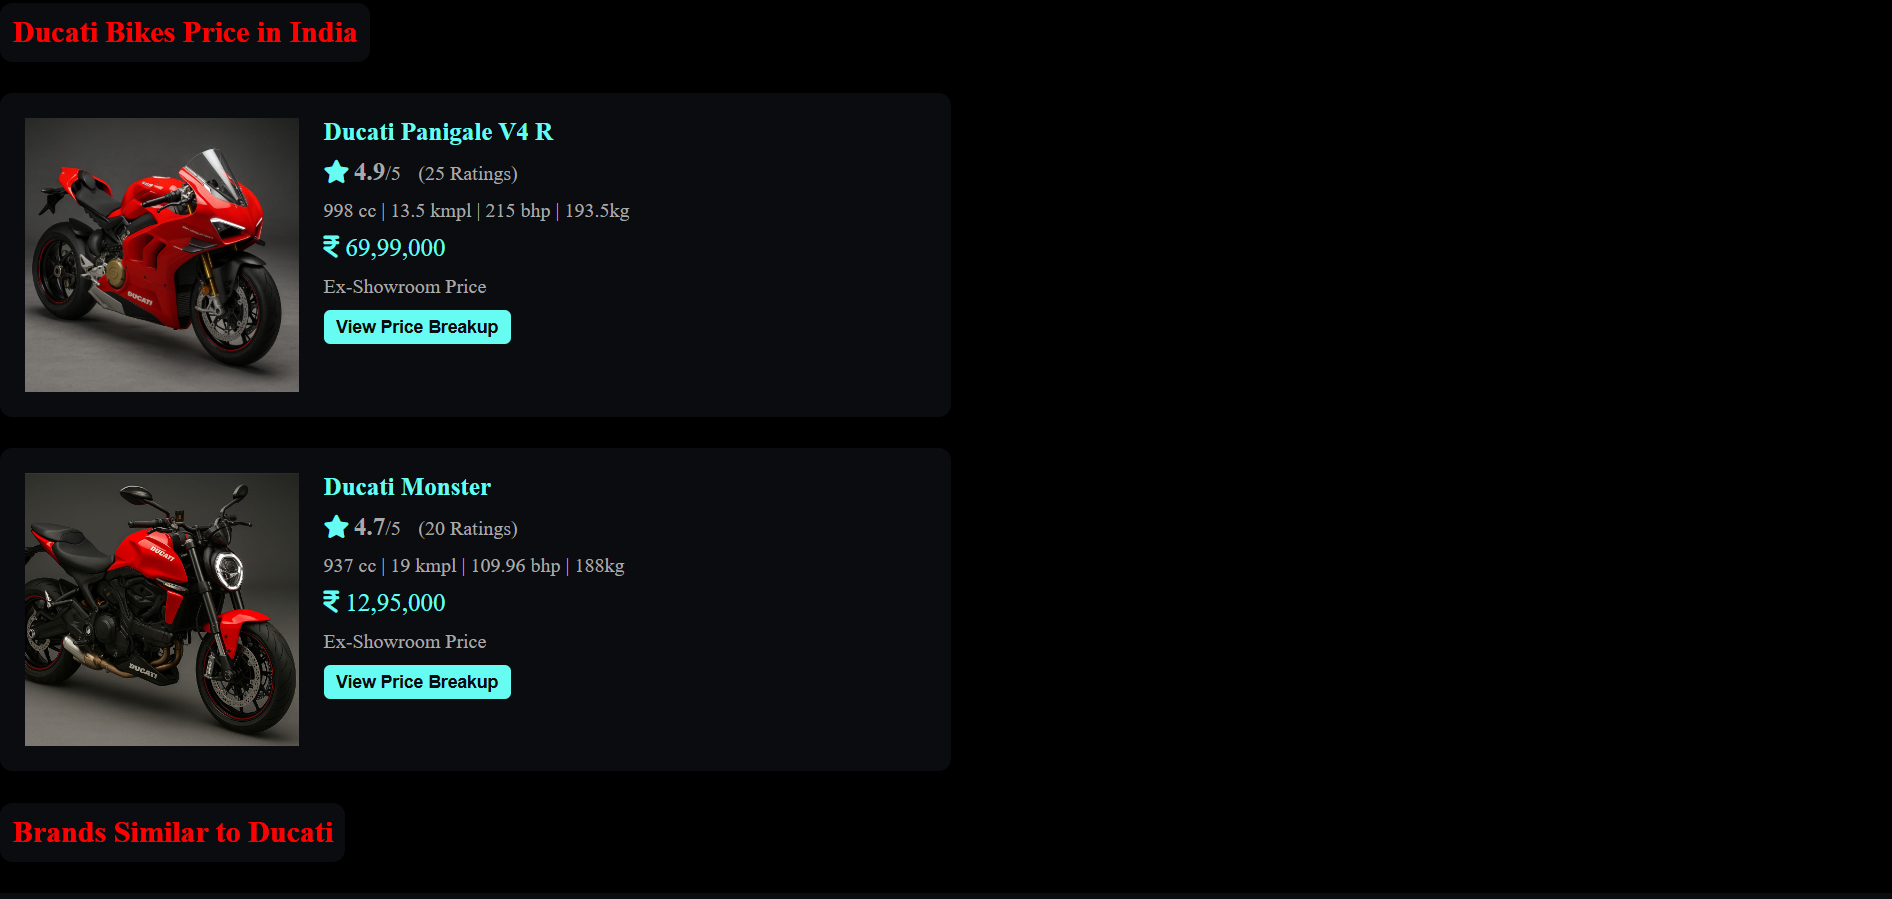 Ducati Bikes Price in India
Ducati Panigale V4 R
4.9/5 (25 Ratings)
998 cc | 13.5 kmpl | 215 bhp | 193.5kg
₹ 69,99,000
Ex-Showroom Price
View Price Breakup
DUCATI
Ducati Monster
4.7/5 (20 Ratings)
937 cc | 19 kmpl | 109.96 bhp | 188kg
₹ 12,95,000
Ex-Showroom Price
View Price Breakup
DUCATI
DUCATI
Brands Similar to Ducati